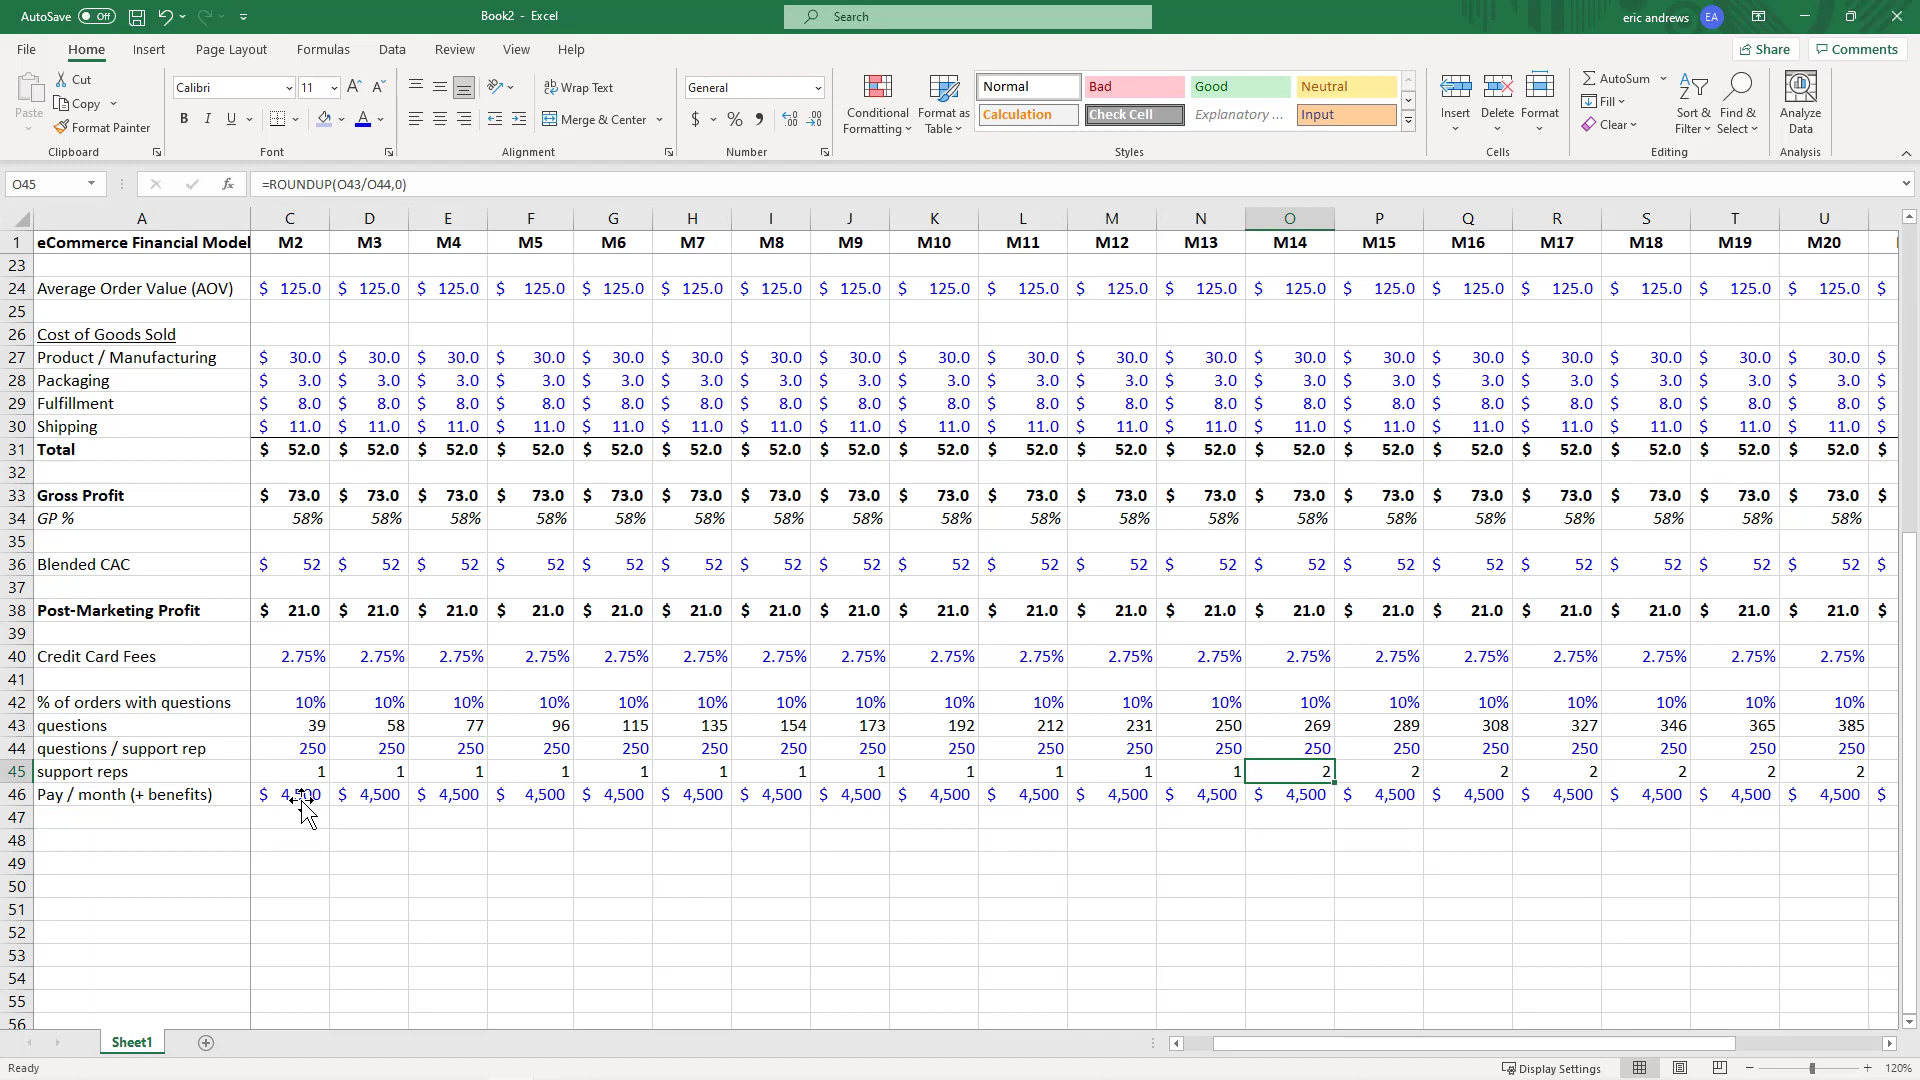 AutoSave Off Book2 - Excel Search eric andrews EA
File Home Insert Page Layout Formulas Data Review View Help Share Comments
Paste Cut Copy Format Painter Clipboard
Calibri 11 A A B I U A Font
Wrap Text Merge & Center Alignment
General $ % Number
Conditional Formatting Format as Table Normal Bad Good Neutral
Calculation Check Cell Explanatory ... Input Styles
Insert Delete Format Cells
AutoSum Fill Clear Sort & Filter Find & Select Editing
Analyze Data Analysis
O45 fx =ROUNDUP(O43/O44,0)
A C D E F G H I J K L M N O P Q R S T U
1 eCommerce Financial Model M2 M3 M4 M5 M6 M7 M8 M9 M10 M11 M12 M13 M14 M15 M16 M17 M18 M19 M20
23
24 Average Order Value (AOV) $ 125.0 $ 125.0 $ 125.0 $ 125.0 $ 125.0 $ 125.0 $ 125.0 $ 125.0 $ 125.0 $ 125.0 $ 125.0 $ 125.0 $ 125.0 $ 125.0 $ 125.0 $ 125.0 $ 125.0 $ 125.0 $ 125.0 $
25
26 Cost of Goods Sold
27 Product / Manufacturing $ 30.0 $ 30.0 $ 30.0 $ 30.0 $ 30.0 $ 30.0 $ 30.0 $ 30.0 $ 30.0 $ 30.0 $ 30.0 $ 30.0 $ 30.0 $ 30.0 $ 30.0 $ 30.0 $ 30.0 $ 30.0 $ 30.0 $
28 Packaging $ 3.0 $ 3.0 $ 3.0 $ 3.0 $ 3.0 $ 3.0 $ 3.0 $ 3.0 $ 3.0 $ 3.0 $ 3.0 $ 3.0 $ 3.0 $ 3.0 $ 3.0 $ 3.0 $ 3.0 $ 3.0 $ 3.0 $
29 Fulfillment $ 8.0 $ 8.0 $ 8.0 $ 8.0 $ 8.0 $ 8.0 $ 8.0 $ 8.0 $ 8.0 $ 8.0 $ 8.0 $ 8.0 $ 8.0 $ 8.0 $ 8.0 $ 8.0 $ 8.0 $ 8.0 $ 8.0 $
30 Shipping $ 11.0 $ 11.0 $ 11.0 $ 11.0 $ 11.0 $ 11.0 $ 11.0 $ 11.0 $ 11.0 $ 11.0 $ 11.0 $ 11.0 $ 11.0 $ 11.0 $ 11.0 $ 11.0 $ 11.0 $ 11.0 $ 11.0 $
31 Total $ 52.0 $ 52.0 $ 52.0 $ 52.0 $ 52.0 $ 52.0 $ 52.0 $ 52.0 $ 52.0 $ 52.0 $ 52.0 $ 52.0 $ 52.0 $ 52.0 $ 52.0 $ 52.0 $ 52.0 $ 52.0 $ 52.0 $
32
33 Gross Profit $ 73.0 $ 73.0 $ 73.0 $ 73.0 $ 73.0 $ 73.0 $ 73.0 $ 73.0 $ 73.0 $ 73.0 $ 73.0 $ 73.0 $ 73.0 $ 73.0 $ 73.0 $ 73.0 $ 73.0 $ 73.0 $ 73.0 $
34 GP % 58% 58% 58% 58% 58% 58% 58% 58% 58% 58% 58% 58% 58% 58% 58% 58% 58% 58% 58%
35
36 Blended CAC $ 52 $ 52 $ 52 $ 52 $ 52 $ 52 $ 52 $ 52 $ 52 $ 52 $ 52 $ 52 $ 52 $ 52 $ 52 $ 52 $ 52 $ 52 $ 52 $
37
38 Post-Marketing Profit $ 21.0 $ 21.0 $ 21.0 $ 21.0 $ 21.0 $ 21.0 $ 21.0 $ 21.0 $ 21.0 $ 21.0 $ 21.0 $ 21.0 $ 21.0 $ 21.0 $ 21.0 $ 21.0 $ 21.0 $ 21.0 $ 21.0 $
39
40 Credit Card Fees 2.75% 2.75% 2.75% 2.75% 2.75% 2.75% 2.75% 2.75% 2.75% 2.75% 2.75% 2.75% 2.75% 2.75% 2.75% 2.75% 2.75% 2.75% 2.75%
41
42 % of orders with questions 10% 10% 10% 10% 10% 10% 10% 10% 10% 10% 10% 10% 10% 10% 10% 10% 10% 10% 10%
43 questions 39 58 77 96 115 135 154 173 192 212 231 250 269 289 308 327 346 365 385
44 questions / support rep 250 250 250 250 250 250 250 250 250 250 250 250 250 250 250 250 250 250 250
45 support reps 1 1 1 1 1 1 1 1 1 1 1 1 2 2 2 2 2 2 2
46 Pay / month (+ benefits) $ 4,500 $ 4,500 $ 4,500 $ 4,500 $ 4,500 $ 4,500 $ 4,500 $ 4,500 $ 4,500 $ 4,500 $ 4,500 $ 4,500 $ 4,500 $ 4,500 $ 4,500 $ 4,500 $ 4,500 $ 4,500 $ 4,500 $
47
48
49
50
51
52
53
54
55
56
Sheet1
Ready Display Settings 120%